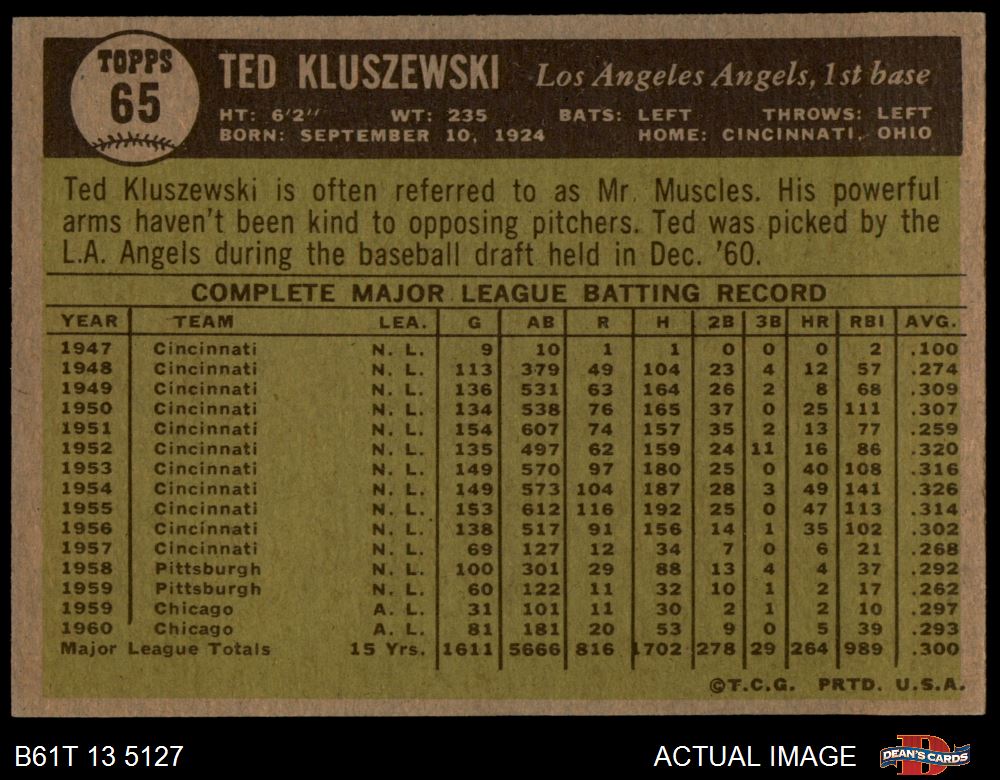 TOPPS
65
TED KLUSZEWSKI Los Angeles Angels, 1st base
HT: 6'2" WT: 235 BATS: LEFT THROWS: LEFT
BORN: SEPTEMBER 10, 1924 HOME: CINCINNATI, OHIO
Ted Kluszewski is often referred to as Mr. Muscles. His powerful
arms haven't been kind to opposing pitchers. Ted was picked by the
L.A. Angels during the baseball draft held in Dec. '60.
COMPLETE MAJOR LEAGUE BATTING RECORD
YEAR TEAM LEA. G AB R H 2B 3B HR RBI AVG.
1947 Cincinnati N. L. 9 10 1 1 0 0 0 2 .100
1948 Cincinnati N. L. 113 379 49 104 23 4 12 57 .274
1949 Cincinnati N. L. 136 531 63 164 26 2 8 68 .309
1950 Cincinnati N. L. 134 538 76 165 37 0 25 111 .307
1951 Cincinnati N. L. 154 607 74 157 35 2 13 77 .259
1952 Cincinnati N. L. 135 497 62 159 24 11 16 86 .320
1953 Cincinnati N. L. 149 570 97 180 25 0 40 108 .316
1954 Cincinnati N. L. 149 573 104 187 28 3 49 141 .326
1955 Cincinnati N. L. 153 612 116 192 25 0 47 113 .314
1956 Cincinnati N. L. 138 517 91 156 14 1 35 102 .302
1957 Cincinnati N. L. 69 127 12 34 7 0 6 21 .268
1958 Pittsburgh N. L. 100 301 29 88 13 4 4 37 .292
1959 Pittsburgh N. L. 60 122 11 32 10 1 2 17 .262
1959 Chicago A. L. 31 101 11 30 2 1 2 10 .297
1960 Chicago A. L. 81 181 20 53 9 0 5 39 .293
Major League Totals 15 Yrs. 1611 5666 816 1702 278 29 264 989 .300
©T.C.G. PRTD. U.S.A.
B61T 13 5127 ACTUAL IMAGE DEAN'S CARDS